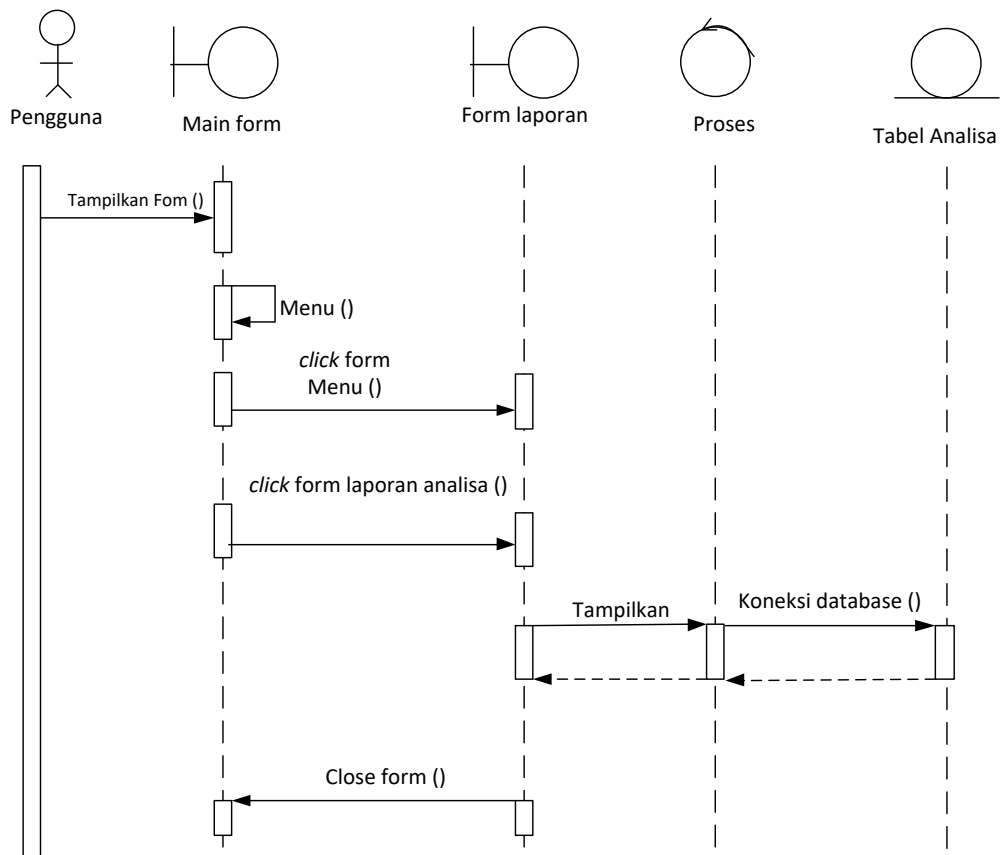 Pengguna
Main form
Form laporan
Proses
Tabel Analisa
Tampilkan Fom ()
Menu ()
click form
Menu ()
click form laporan analisa ()
Tampilkan
Koneksi database ()
Close form ()